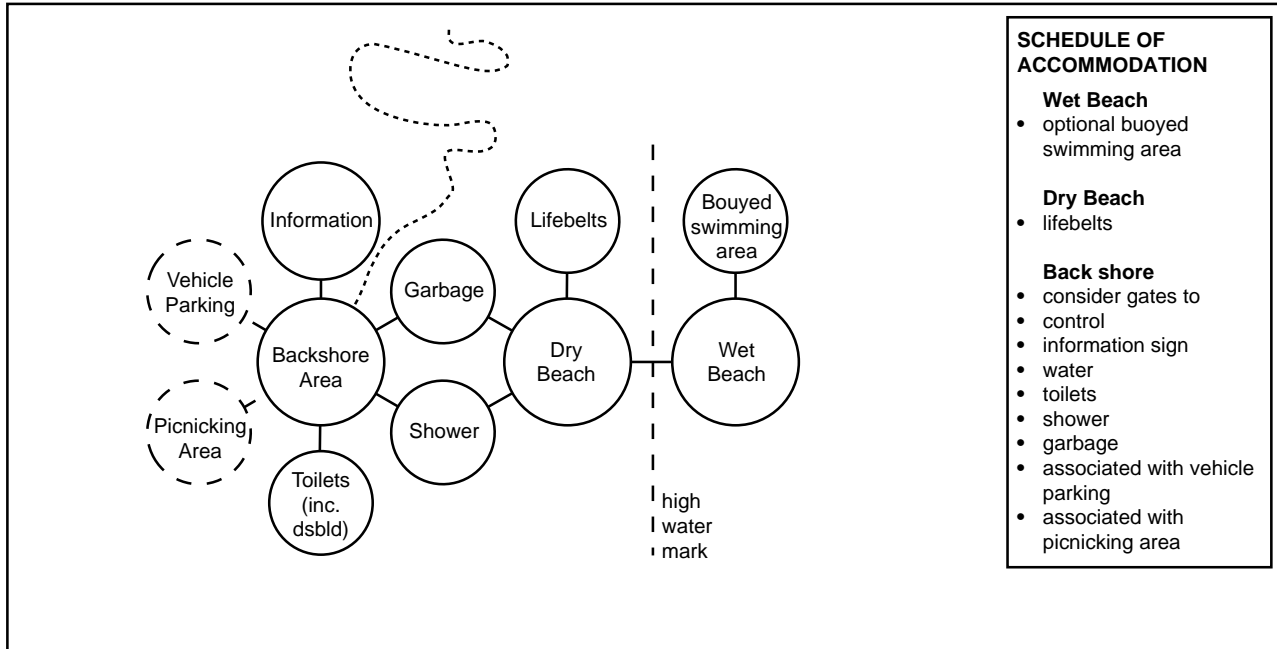 Information
Lifebelts
Bouyed
swimming
area
Vehicle
Parking
Garbage
Backshore
Area
Dry
Beach
Wet
Beach
Picnicking
Area
Shower
Toilets
(inc.
dsbld)
high
water
mark
SCHEDULE OF
ACCOMMODATION
Wet Beach
• optional buoyed
swimming area
Dry Beach
• lifebelts
Back shore
• consider gates to
• control
• information sign
• water
• toilets
• shower
• garbage
• associated with vehicle
parking
• associated with
picnicking area